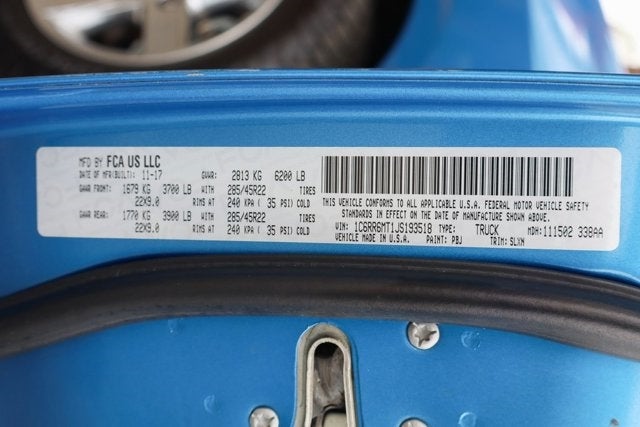 MFD BY FCA US LLC GVWR: 2813 KG 6200 LB
DATE OF MFR(BUILT): 11-17
GAWR FRONT: 1679 KG 3700 LB WITH 285/45R22 TIRES
22X9.0 RIMS AT 240 KPA ( 35 PSI) COLD
GAWR REAR: 1770 KG 3900 LB WITH 285/45R22 TIRES
22X9.0 RIMS AT 240 KPA ( 35 PSI) COLD
THIS VEHICLE CONFORMS TO ALL APPLICABLE U.S.A. FEDERAL MOTOR VEHICLE SAFETY
STANDARDS IN EFFECT ON THE DATE OF MANUFACTURE SHOWN ABOVE.
VIN: 1C6RR6MT1JS193518 TYPE: TRUCK MDH: 111502 338AA
VEHICLE MADE IN U.S.A. PAINT: PBJ TRIM: SLXN